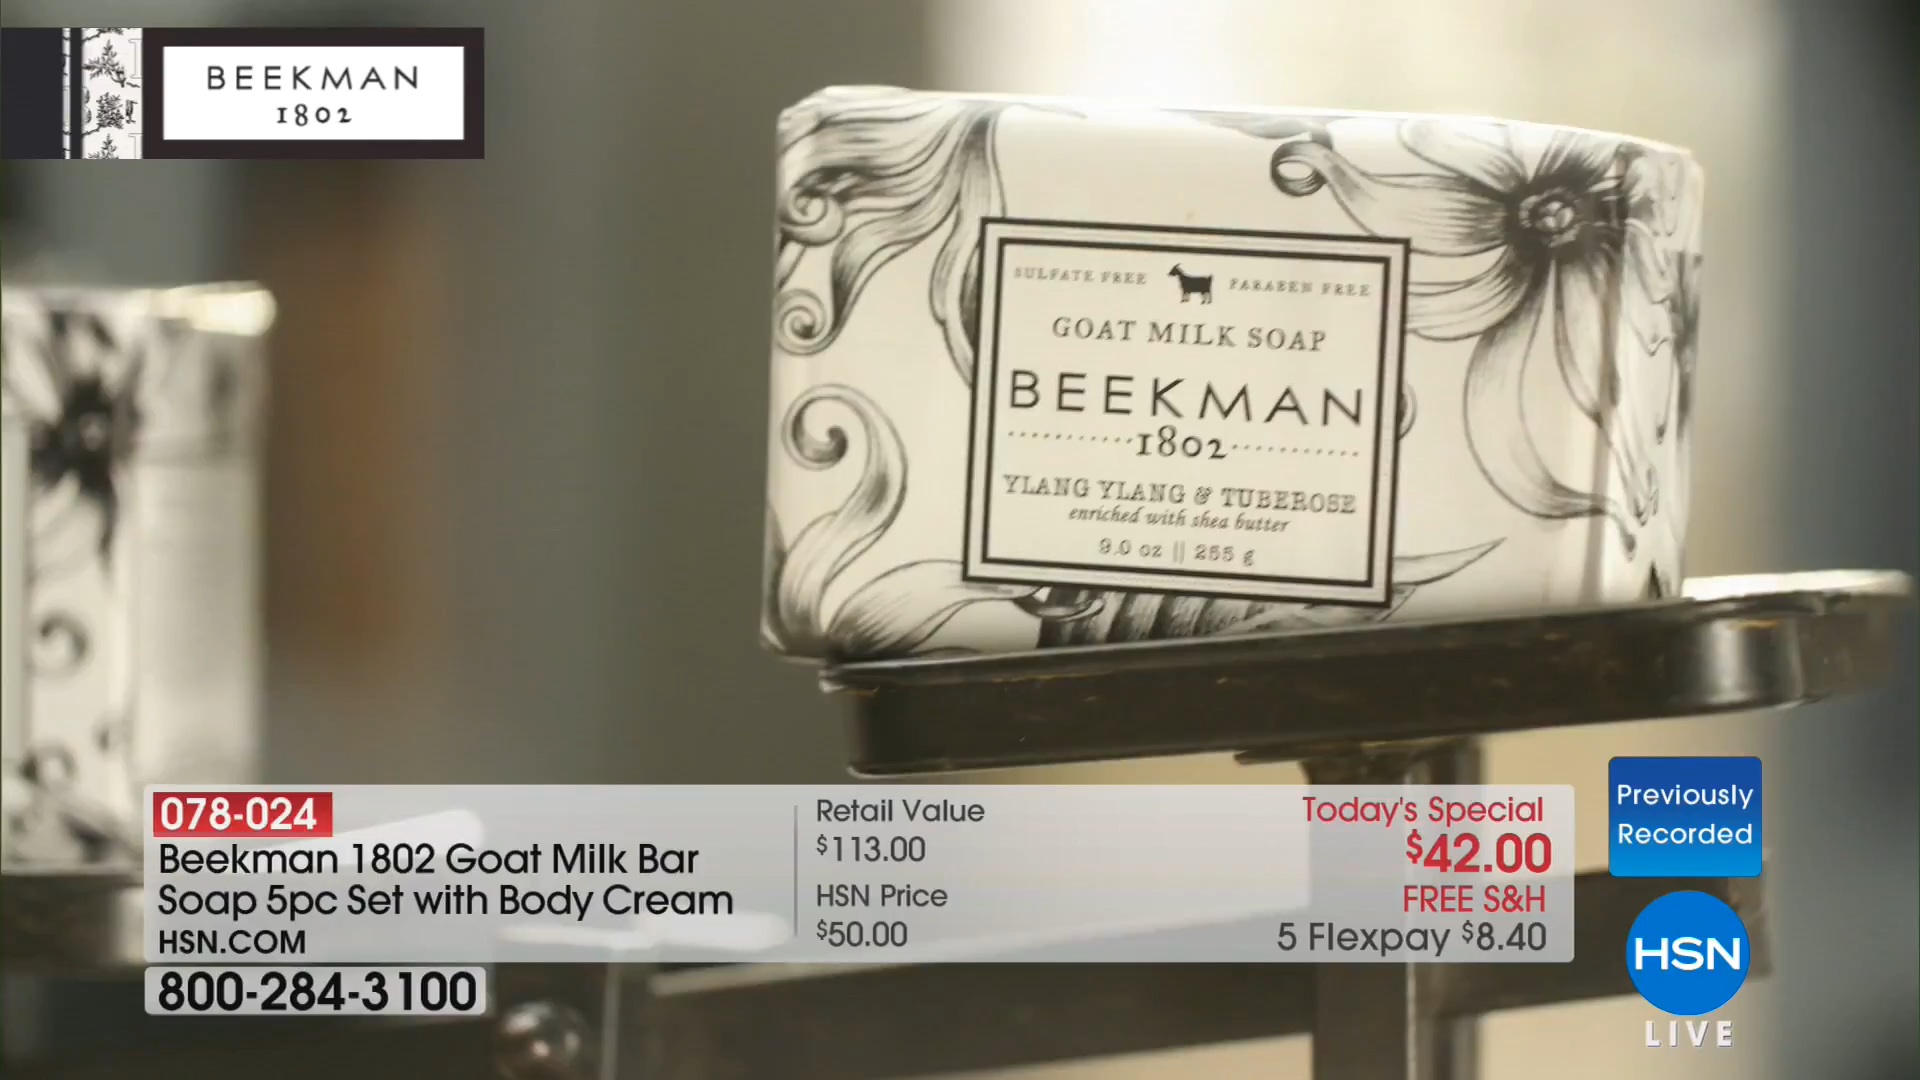 BEEKMAN
1802
SULFATE FREE PARABEN FREE
GOAT MILK SOAP
BEEKMAN
1802
YLANG YLANG & TUBEROSE
enriched with shea butter
9.0 oz || 255 g
078-024
Beekman 1802 Goat Milk Bar
Soap 5pc Set with Body Cream
HSN.COM
800-284-3100
Retail Value
$113.00
HSN Price
$50.00
Today's Special
$42.00
FREE S&H
5 Flexpay $8.40
Previously
Recorded
HSN
LIVE